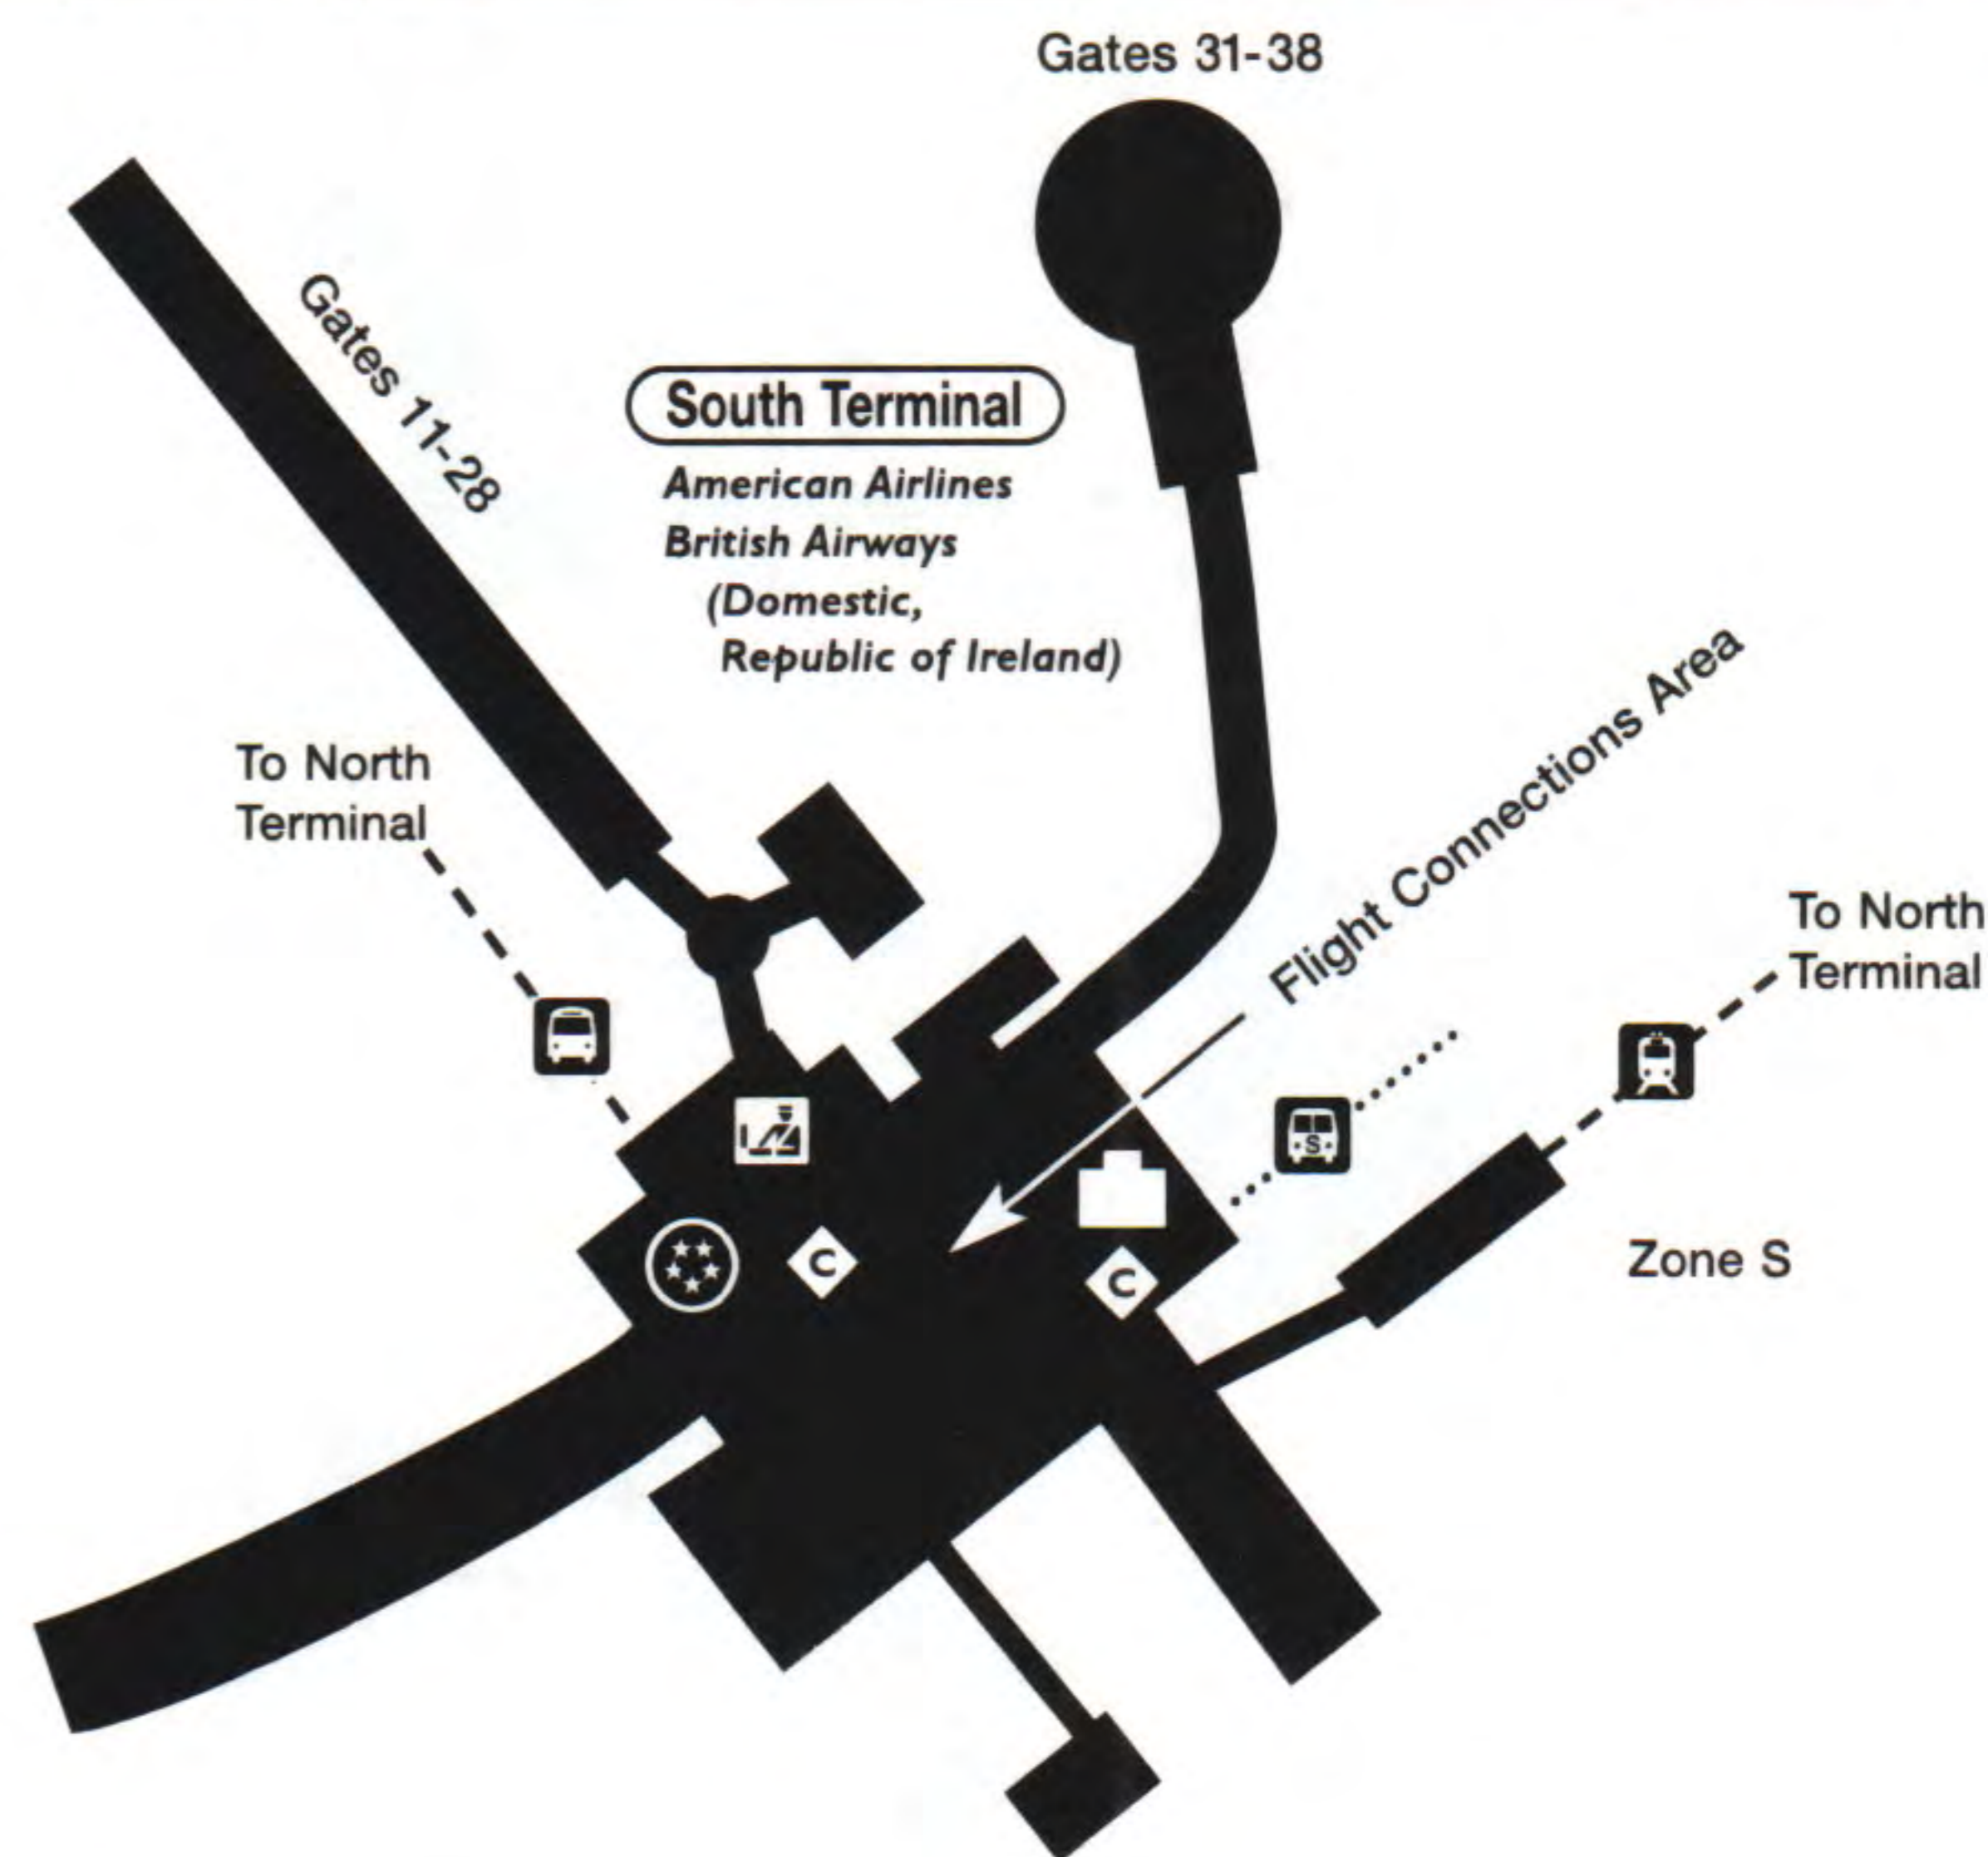 Gates 31-38
Gates 11-28
South Terminal
American Airlines
British Airways
(Domestic,
Republic of Ireland)
Flight Connections Area
To North
Terminal
To North
Terminal
S
Zone S
C
C